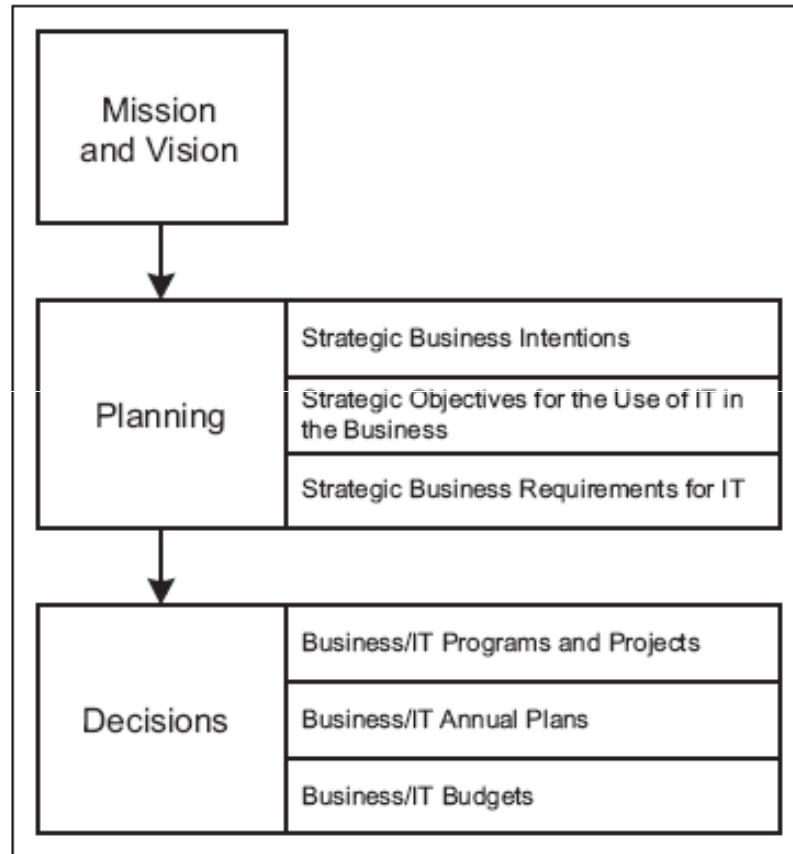 Mission
and Vision
Planning
Strategic Business Intentions
Strategic Objectives for the Use of IT in
the Business
Strategic Business Requirements for IT
Decisions
Business/IT Programs and Projects
Business/IT Annual Plans
Business/IT Budgets